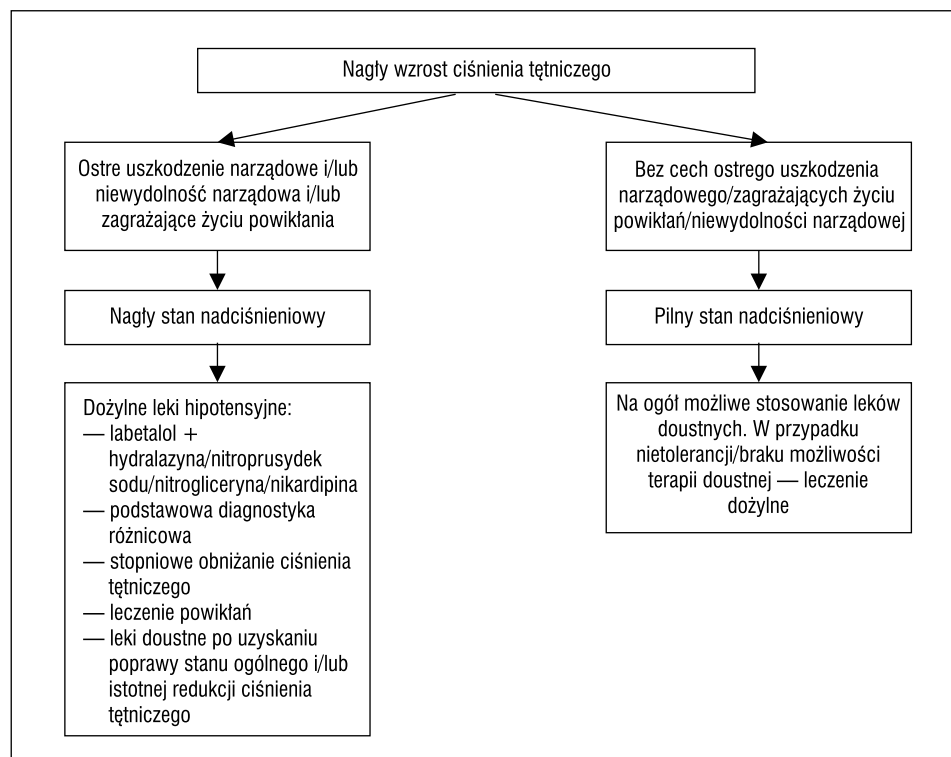 Nagły wzrost ciśnienia tętniczego
Ostre uszkodzenie narządowe i/lub
niewydolność narządowa i/lub
zagrażające życiu powikłania
Bez cech ostrego uszkodzenia
narządowego/zagrażających życiu
powikłań/niewydolności narządowej
Nagły stan nadciśnieniowy
Pilny stan nadciśnieniowy
Dożylne leki hipotensyjne:
— labetalol +
hydralazyna/nitroprusydek
sodu/nitrogliceryna/nikardipina
— podstawowa diagnostyka
różnicowa
— stopniowe obniżanie ciśnienia
tętniczego
— leczenie powikłań
— leki doustne po uzyskaniu
poprawy stanu ogólnego i/lub
istotnej redukcji ciśnienia
tętniczego
Na ogół możliwe stosowanie leków
doustnych. W przypadku
nietolerancji/braku możliwości
terapii doustnej — leczenie
dożylne